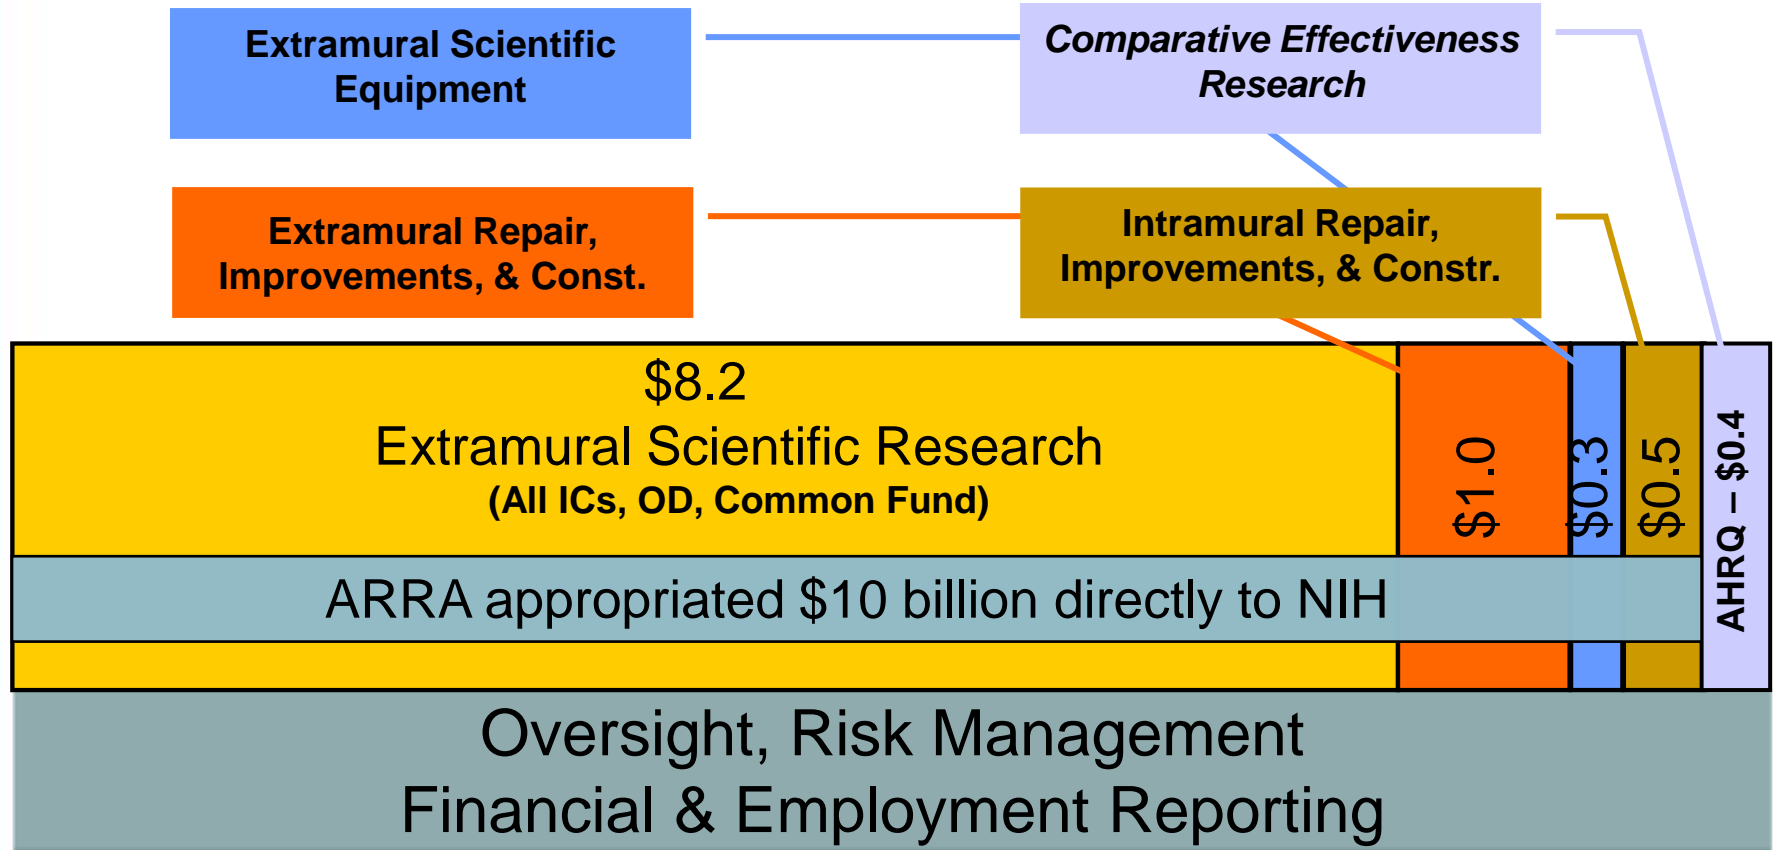 Extramural Scientific
Equipment
Comparative Effectiveness
Research
Extramural Repair,
Improvements, & Const.
Intramural Repair,
Improvements, & Constr.
$8.2
Extramural Scientific Research
(All ICs, OD, Common Fund)
$1.0
$0.3
$0.5
AHRQ – $0.4
ARRA appropriated $10 billion directly to NIH
Oversight, Risk Management
Financial & Employment Reporting